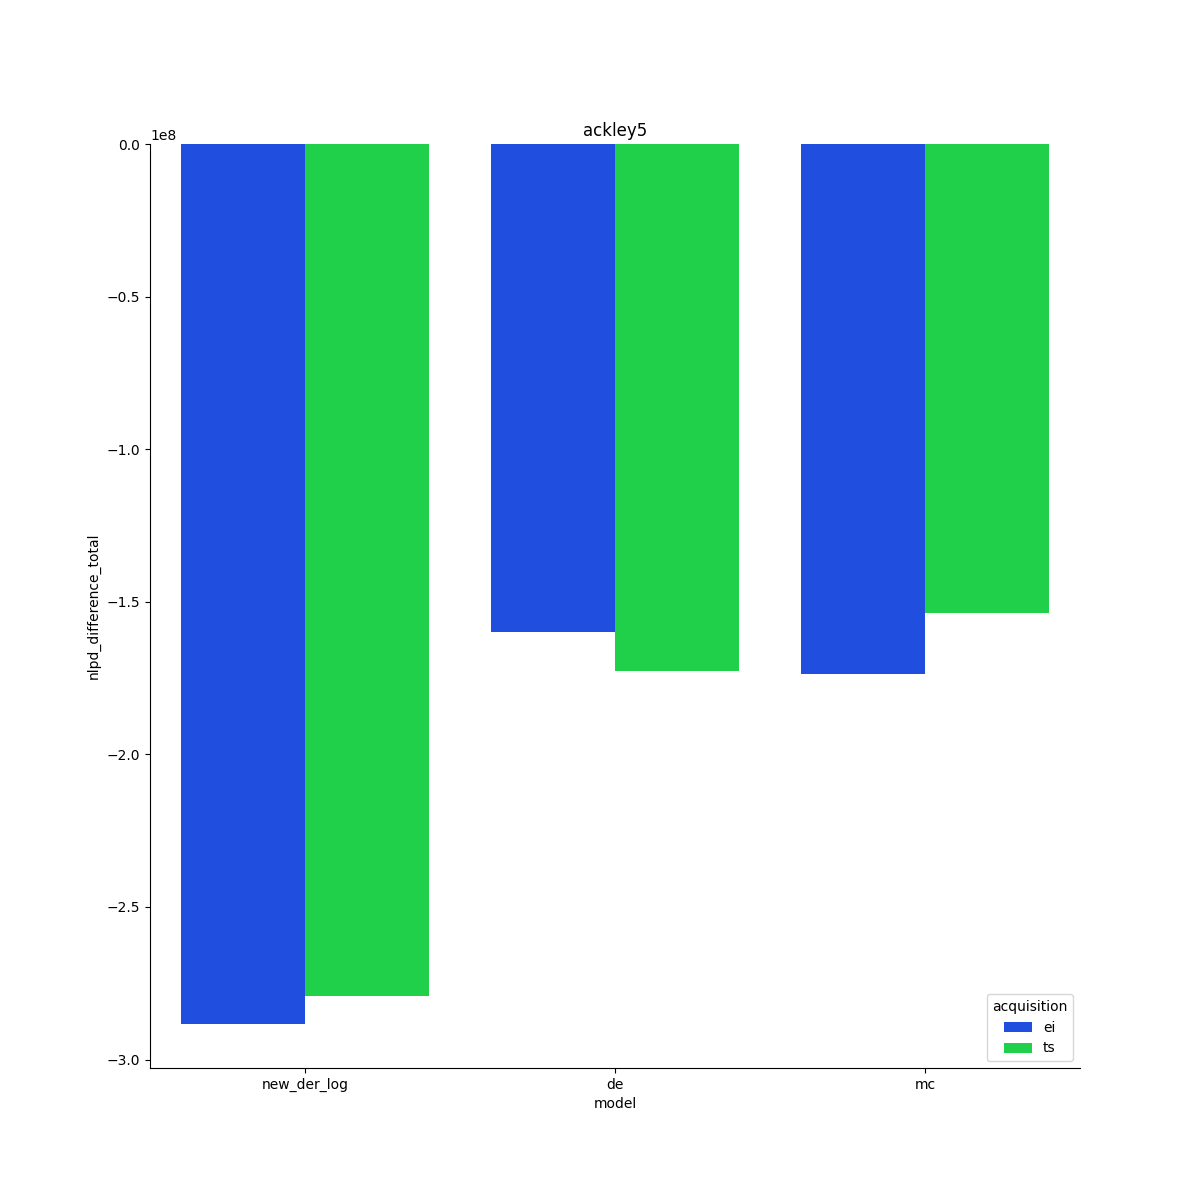 ackley5
1e8
0.0
−0.5
−1.0
−1.5
−2.0
−2.5
−3.0
nlpd_difference_total
new_der_log
de
mc
model
acquisition
ei
ts